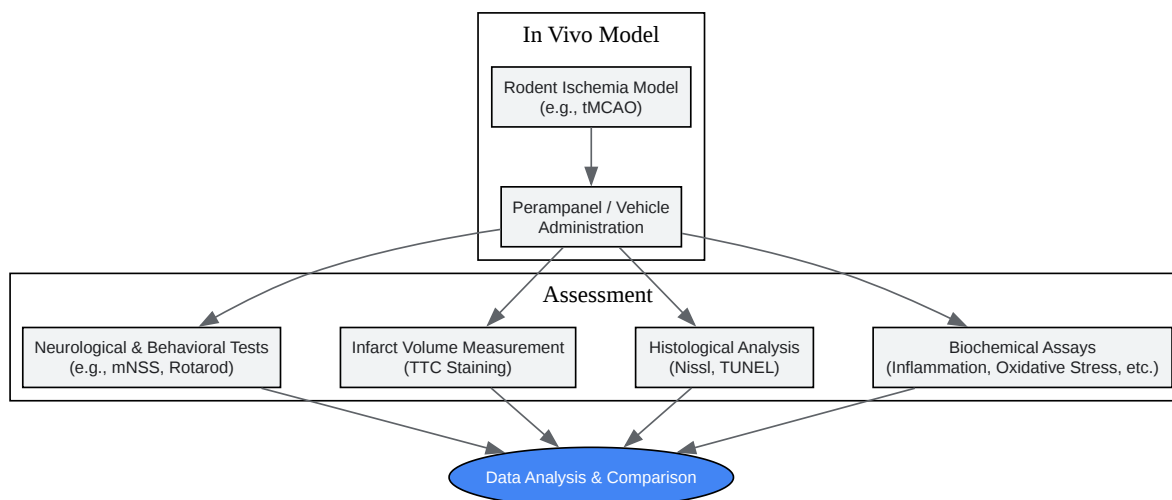 In Vivo Model
Rodent Ischemia Model
(e.g., tMCAO)
Perampanel / Vehicle
Administration
Assessment
Neurological & Behavioral Tests
(e.g., mNSS, Rotarod)
Infarct Volume Measurement
(TTC Staining)
Histological Analysis
(Nissl, TUNEL)
Biochemical Assays
(Inflammation, Oxidative Stress, etc.)
Data Analysis & Comparison